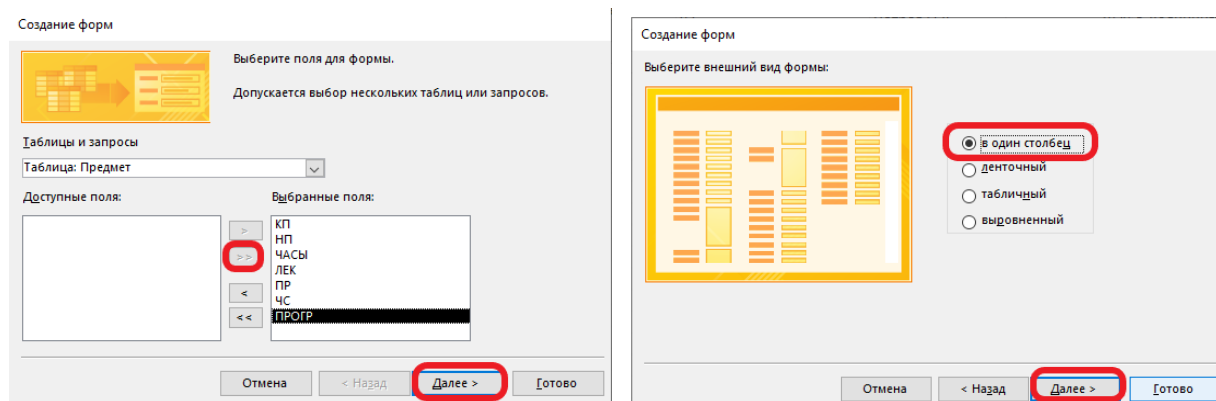 Создание форм
Выберите поля для формы.
Допускается выбор нескольких таблиц или запросов.
Таблицы и запросы
Таблица: Предмет
Доступные поля:
Выбранные поля:
>
>>
<
<<
КП
НП
ЧАСЫ
ЛЕК
ПР
ЧС
ПРОГР
Отмена
< Назад
Далее >
Готово
Создание форм
Выберите внешний вид формы:
в один столбец
ленточный
табличный
выровненный
Отмена
< Назад
Далее >
Готово